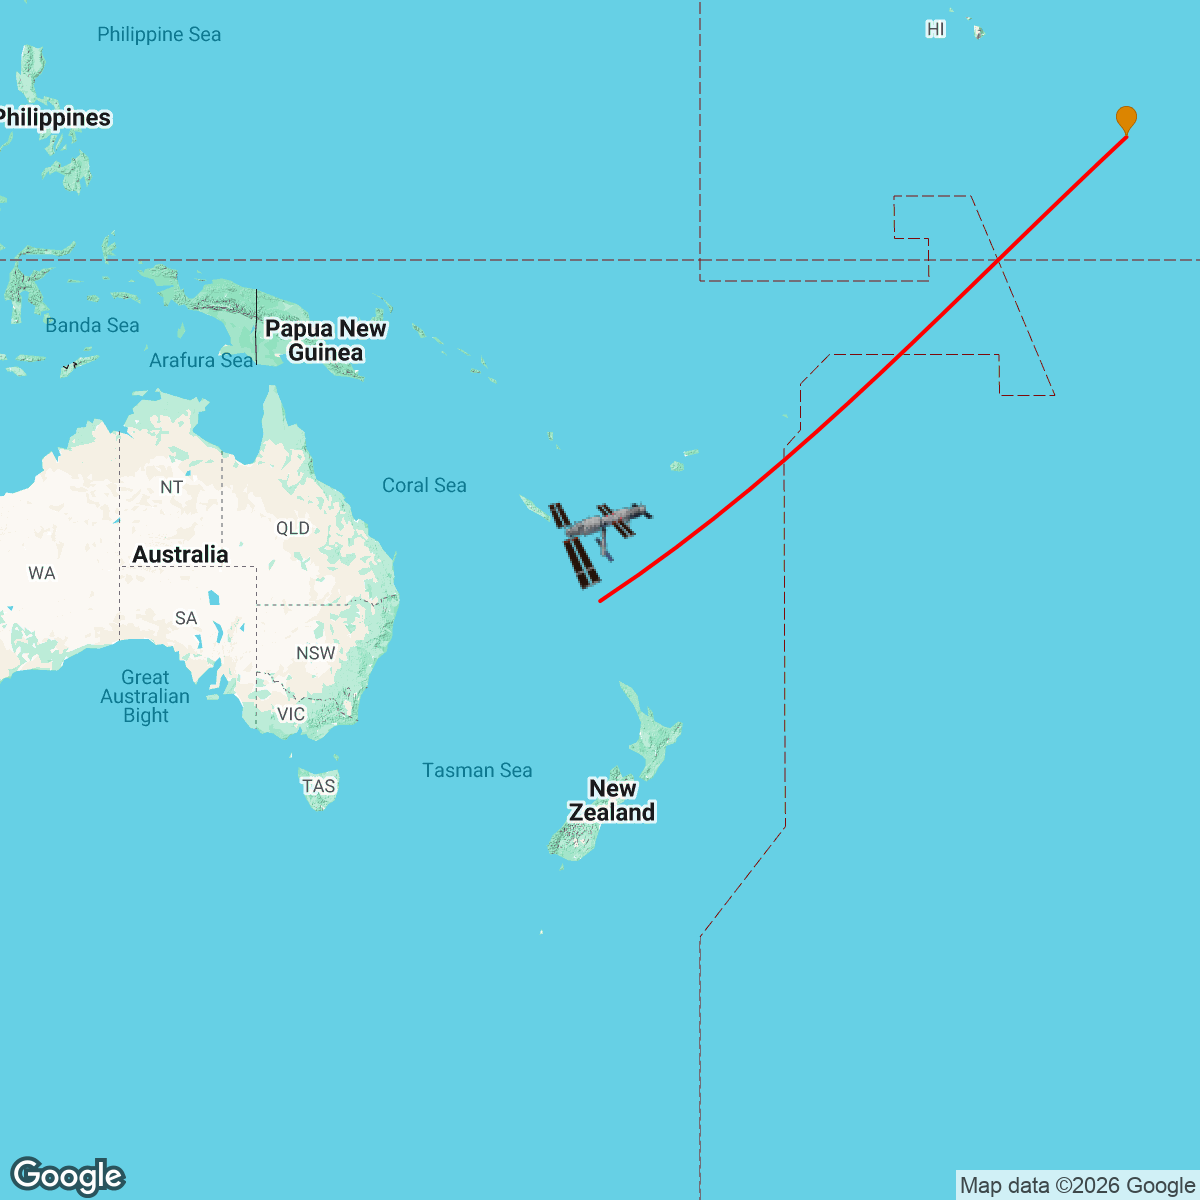 Philippine Sea
HI
Philippines
Banda Sea
Papua New
Guinea
Arafura Sea
Coral Sea
NT
QLD
Australia
WA
SA
NSW
Great
Australian
Bight
VIC
Tasman Sea
TAS
New
Zealand
Google
Map data ©2026 Google